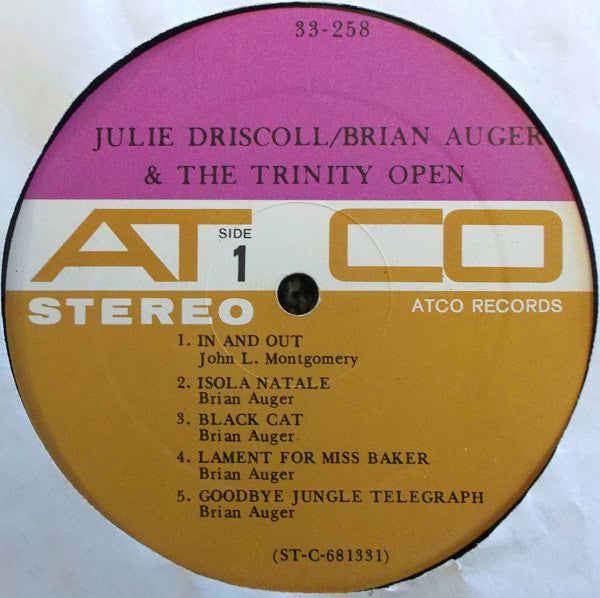 33-258
JULIE DRISCOLL/BRIAN AUGER
& THE TRINITY OPEN
ATCO
SIDE
1
STEREO
ATCO RECORDS
1. IN AND OUT
John L. Montgomery
2. ISOLA NATALE
Brian Auger
3. BLACK CAT
Brian Auger
4. LAMENT FOR MISS BAKER
Brian Auger
5. GOODBYE JUNGLE TELEGRAPH
Brian Auger
(ST-C-681331)